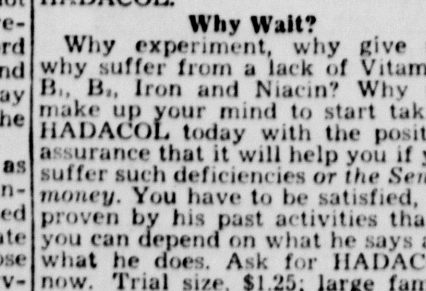 HADACOL.
Why Wait?
Why experiment, why give
why suffer from a lack of Vitam
B₁, B₂, Iron and Niacin? Why
make up your mind to start tak
HADACOL today with the posit
assurance that it will help you if y
suffer such deficiencies or the Sen
money. You have to be satisfied,
proven by his past activities tha
you can depend on what he says a
what he does. Ask for HADAC
now. Trial size, $1.25; large fam